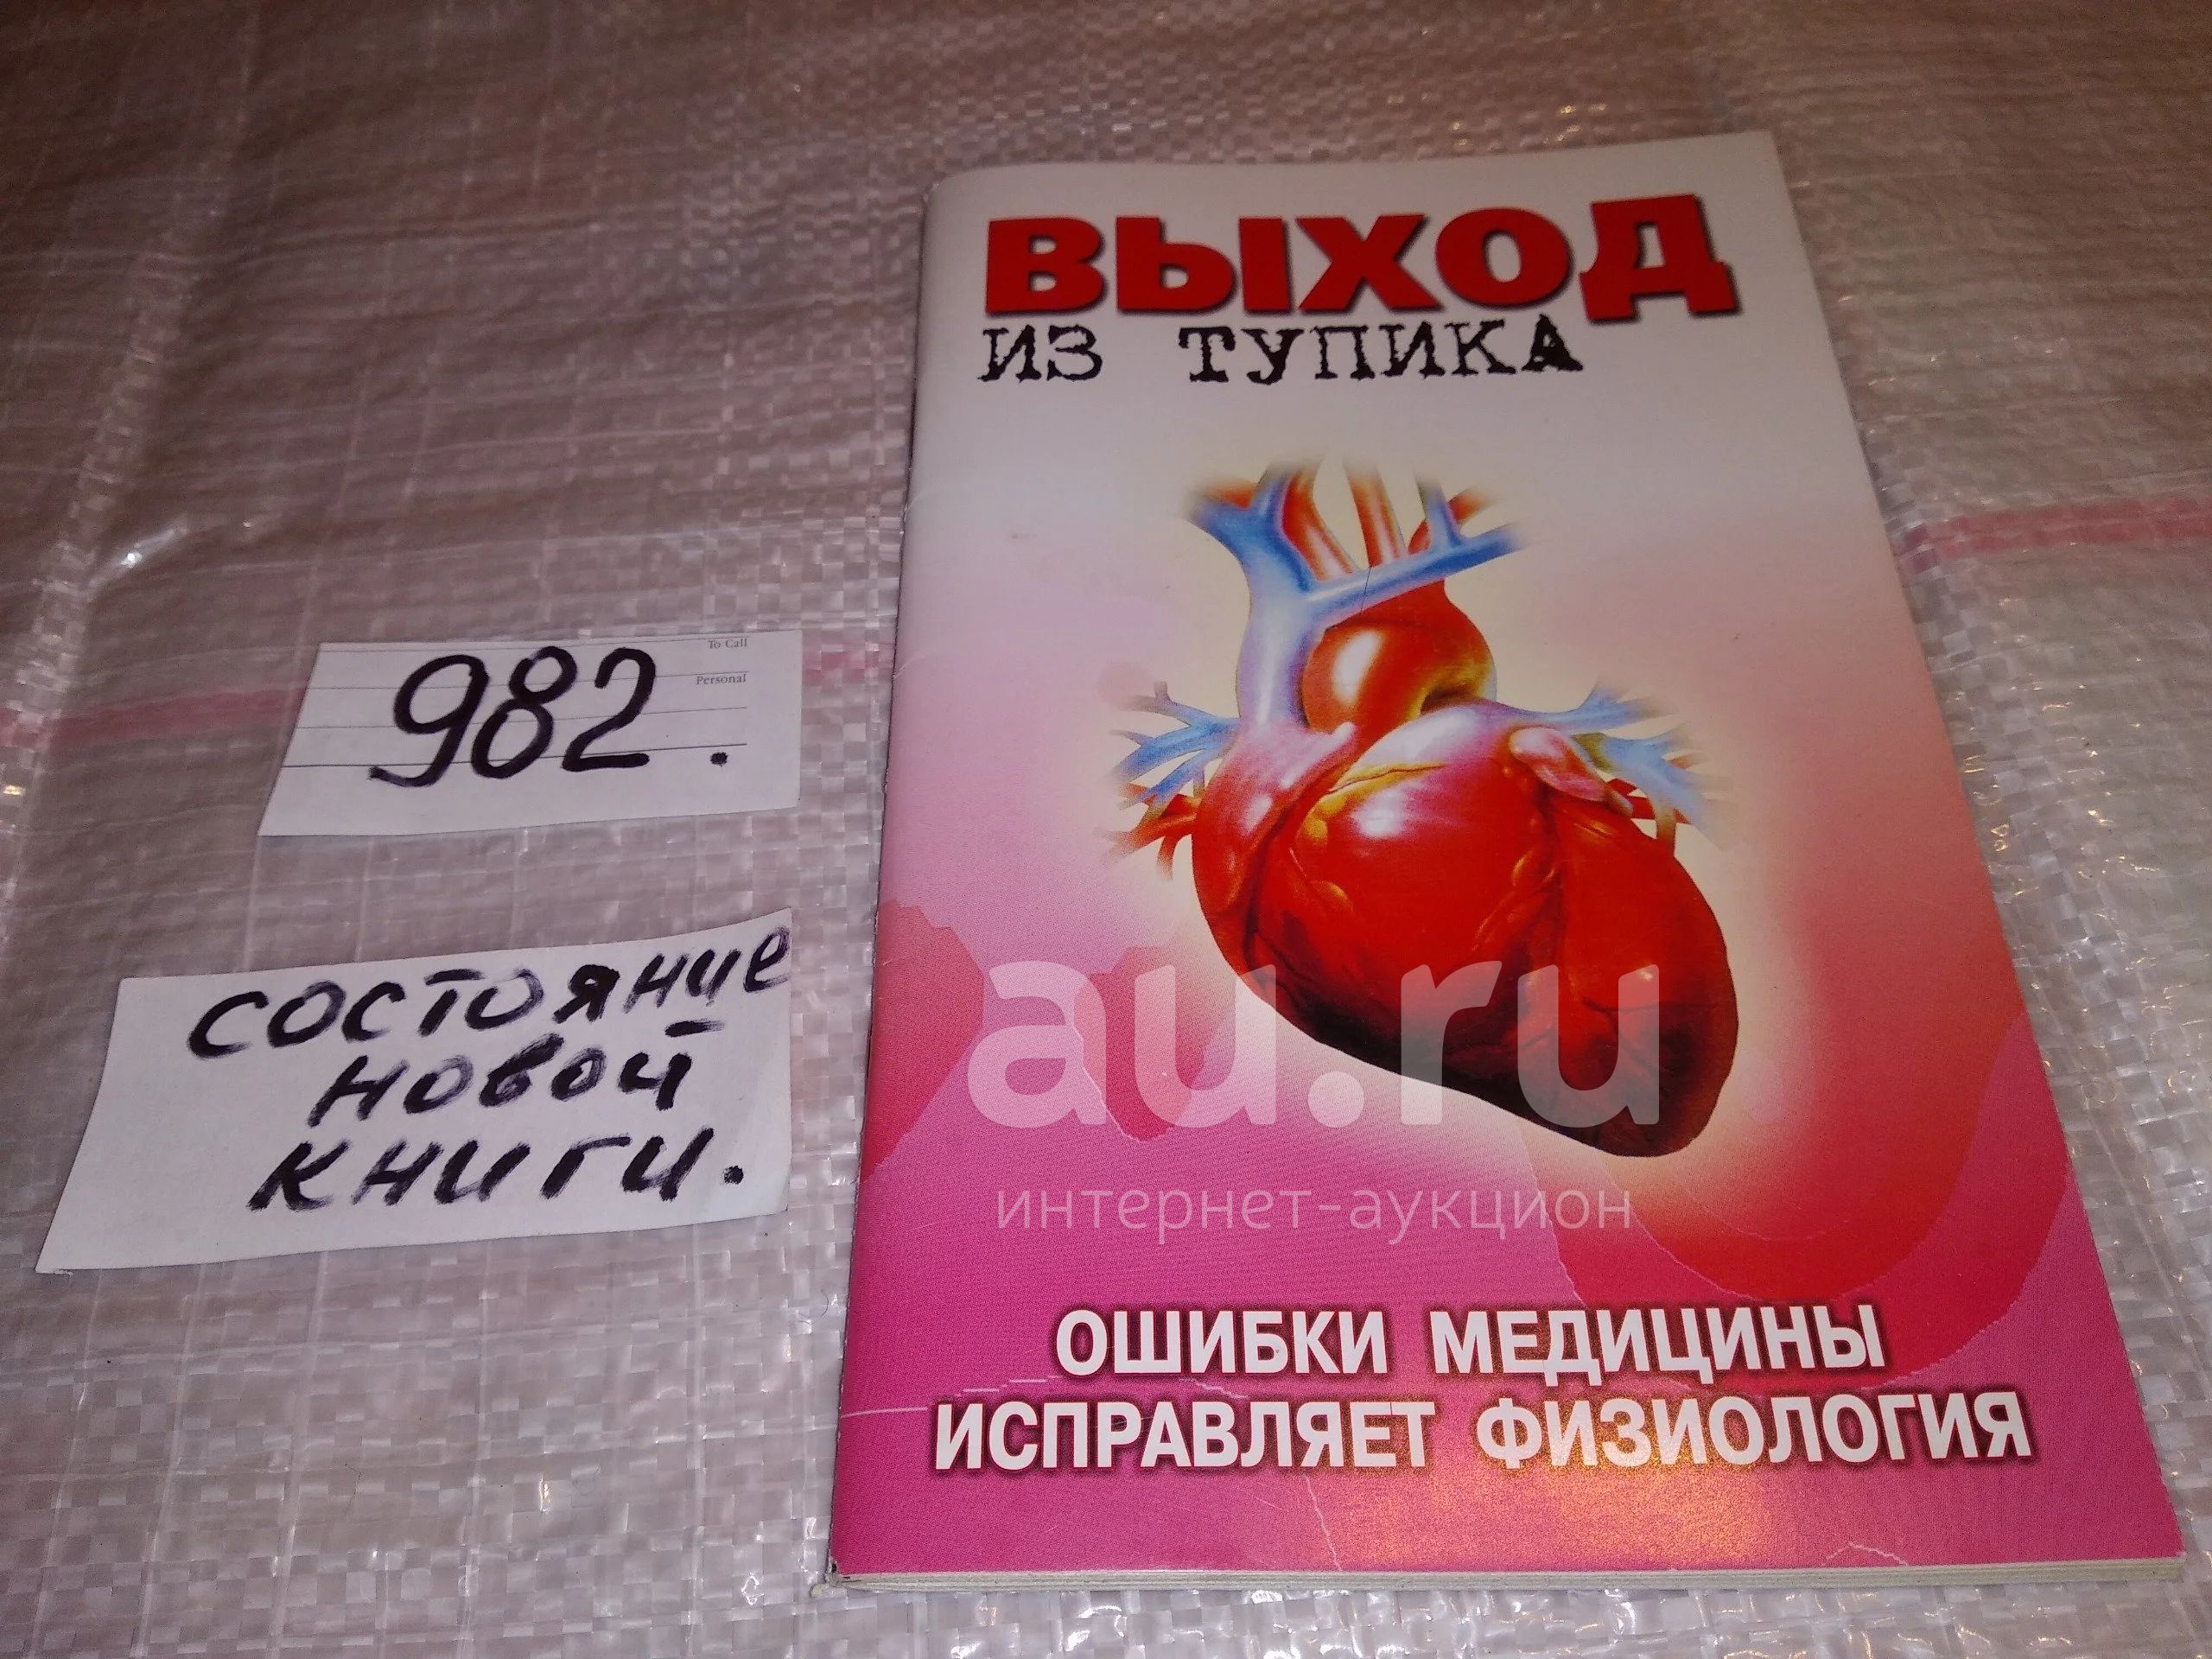 ВЫХОД
ИЗ ТУПИКА
To Call
Personal
982.
состояние
новой
книги.
au.ru
интернет-аукцион
ОШИБКИ МЕДИЦИНЫ
ИСПРАВЛЯЕТ ФИЗИОЛОГИЯ